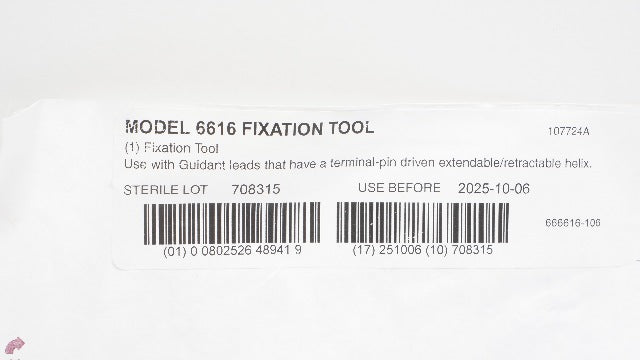 MODEL 6616 FIXATION TOOL
107724A
(1) Fixation Tool
Use with Guidant leads that have a terminal-pin driven extendable/retractable helix.
STERILE LOT 708315
USE BEFORE 2025-10-06
666616-106
(01) 0 0802526 48941 9
(17) 251006 (10) 708315